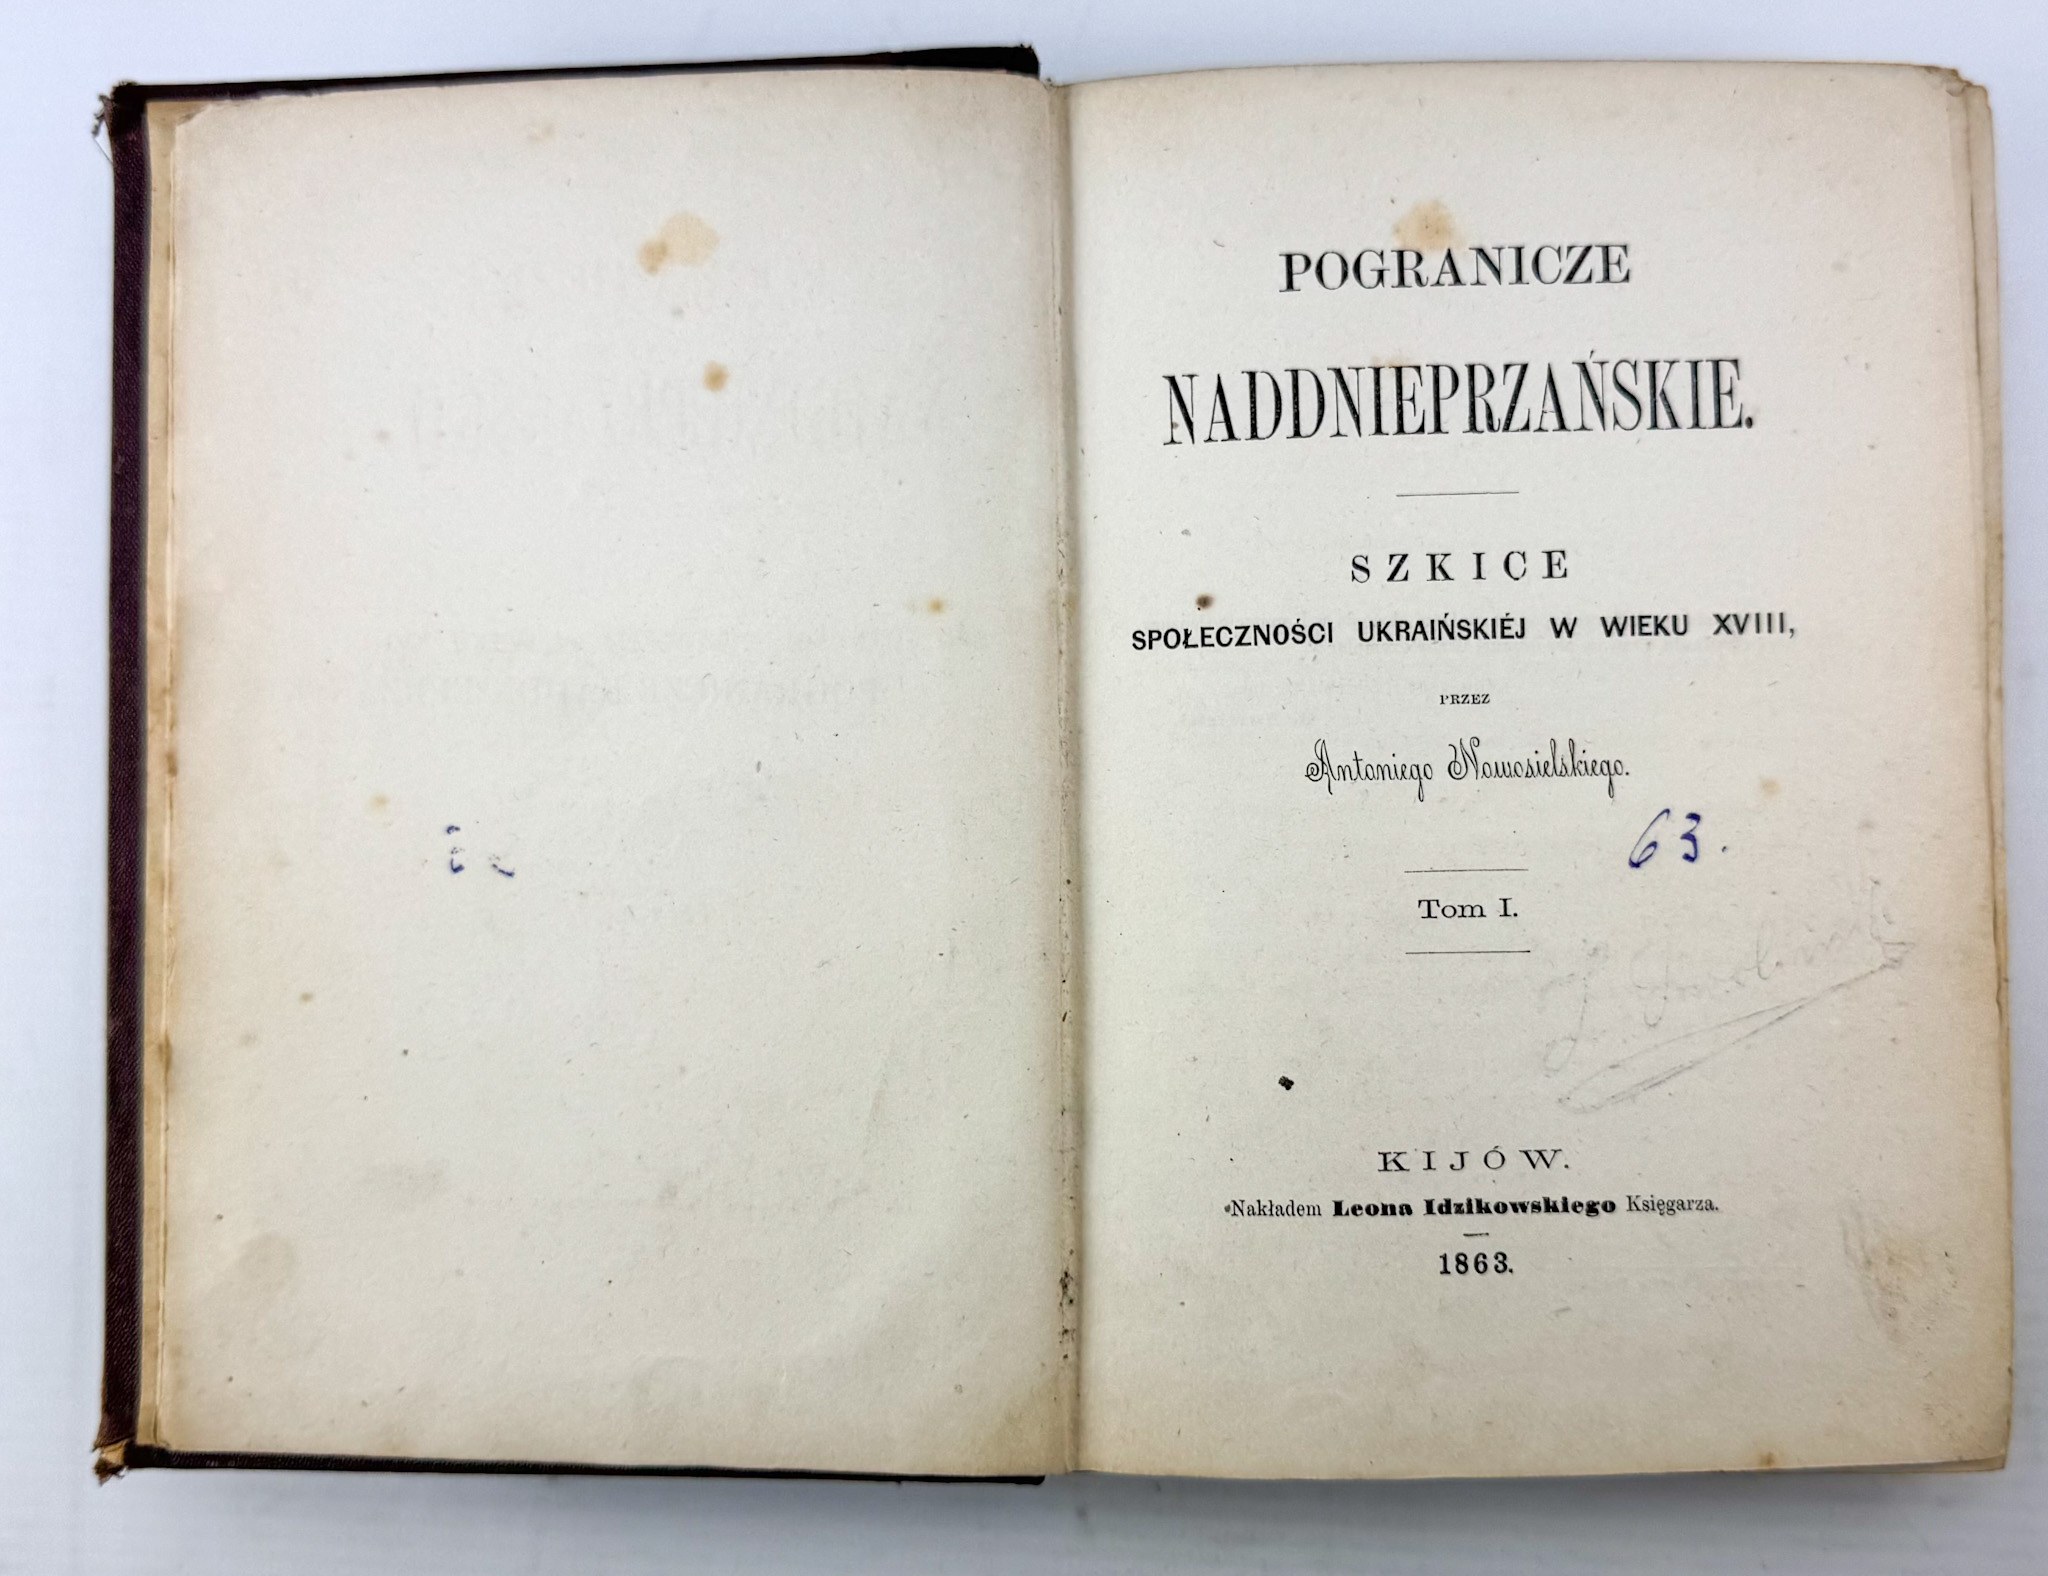 POGRANICZE
NADDNIEPRZAŃSKIE.
SZKICE
SPOŁECZNOŚCI UKRAIŃSKIÉJ W WIEKU XVIII,
PRZEZ
Antoniego Nowosielskiego.
63.
Tom I.
KIJÓW.
Nakładem Leona Idzikowskiego Księgarza.
1863.